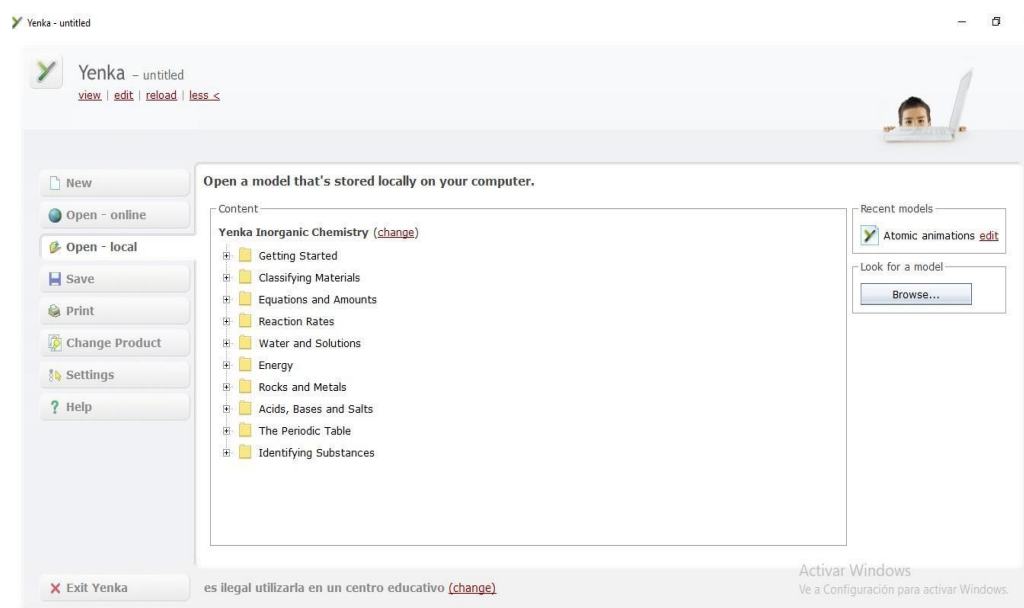 Yenka - untitled
Yenka – untitled
view | edit | reload | less <
New
Open - online
Open - local
Save
Print
Change Product
Settings
? Help
Exit Yenka
Open a model that's stored locally on your computer.
Content
Yenka Inorganic Chemistry (change)
Getting Started
Classifying Materials
Equations and Amounts
Reaction Rates
Water and Solutions
Energy
Rocks and Metals
Acids, Bases and Salts
The Periodic Table
Identifying Substances
Recent models
Atomic animations edit
Look for a model
Browse...
es ilegal utilizarla en un centro educativo (change)
Activar Windows
Ve a Configuración para activar Windows.